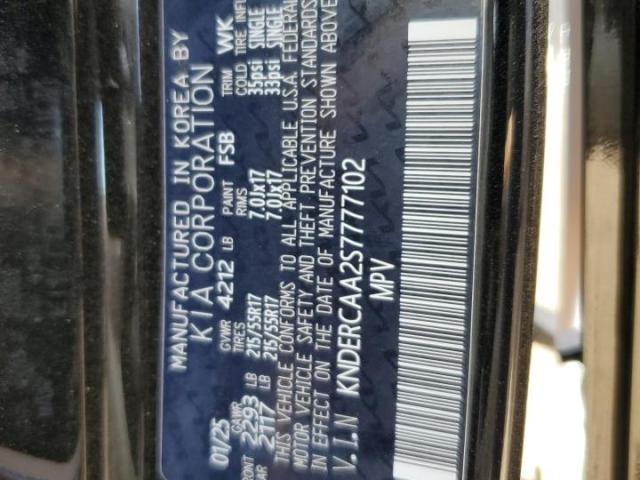 MANUFACTURED IN KOREA BY
KIA CORPORATION
01/25 GVWR 4212 LB PAINT FSB TRIM WK
GAWR TIRES RIMS COLD TIRE INFL
FRONT 2293 LB 215/55R17 7.0Jx17 35psi SINGLE
2117 LB 215/55R17 7.0Jx17 33psi SINGLE
THIS VEHICLE CONFORMS TO ALL APPLICABLE U.S.A. FEDERAL
MOTOR VEHICLE SAFETY AND THEFT PREVENTION STANDARDS
IN EFFECT ON THE DATE OF MANUFACTURE SHOWN ABOVE
V.I.N KNDERCAA2S7777102
MPV